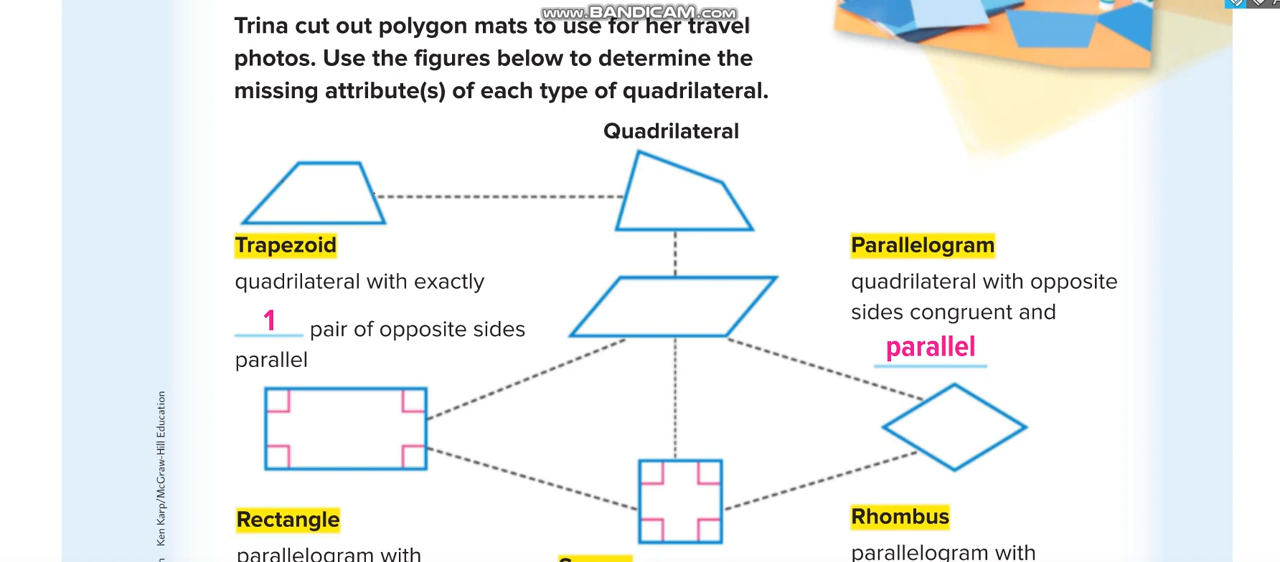 www.BANDICAM.com
Trina cut out polygon mats to use for her travel
photos. Use the figures below to determine the
missing attribute(s) of each type of quadrilateral.
Quadrilateral
Trapezoid
quadrilateral with exactly
1 pair of opposite sides
parallel
Parallelogram
quadrilateral with opposite
sides congruent and
parallel
Rectangle
parallelogram with
Rhombus
parallelogram with
Ken Karp/McGraw-Hill Education